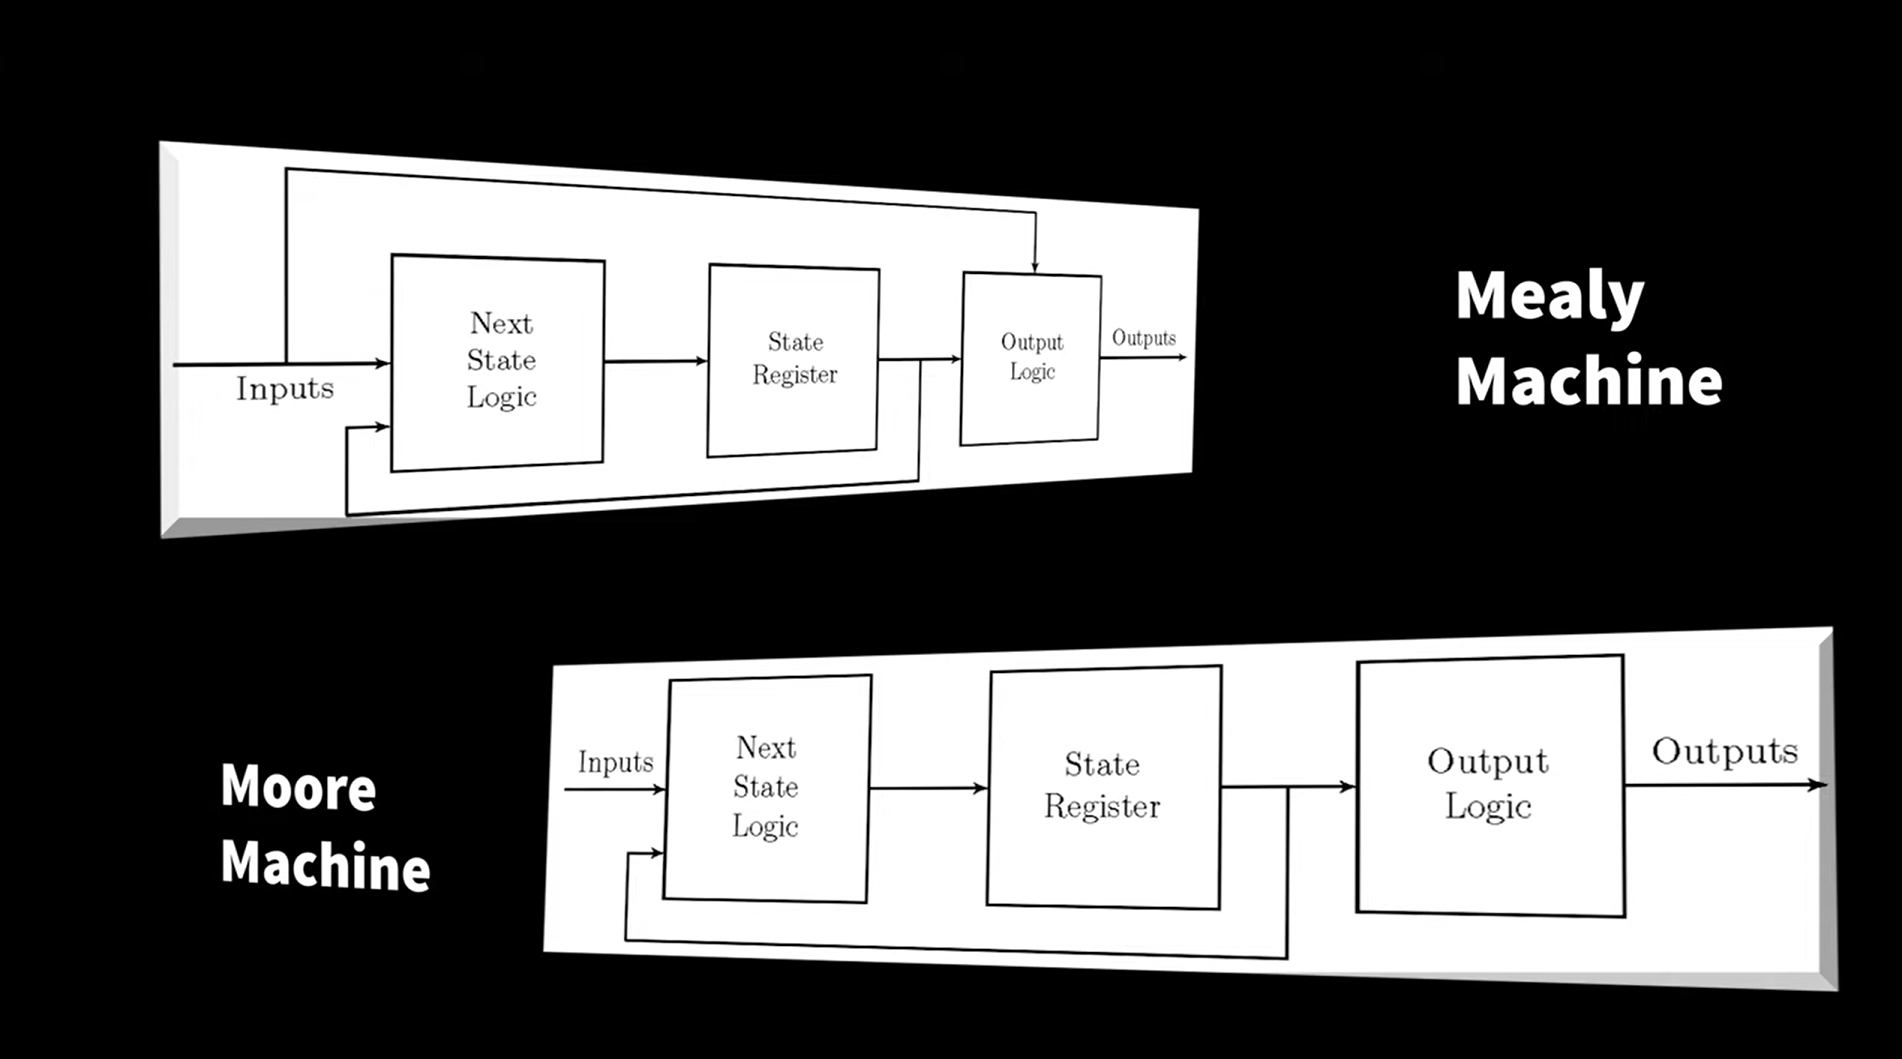 Inputs
Next
State
Logic
State
Register
Output
Logic
Outputs
Mealy
Machine
Moore
Machine
Inputs
Next
State
Logic
State
Register
Output
Logic
Outputs